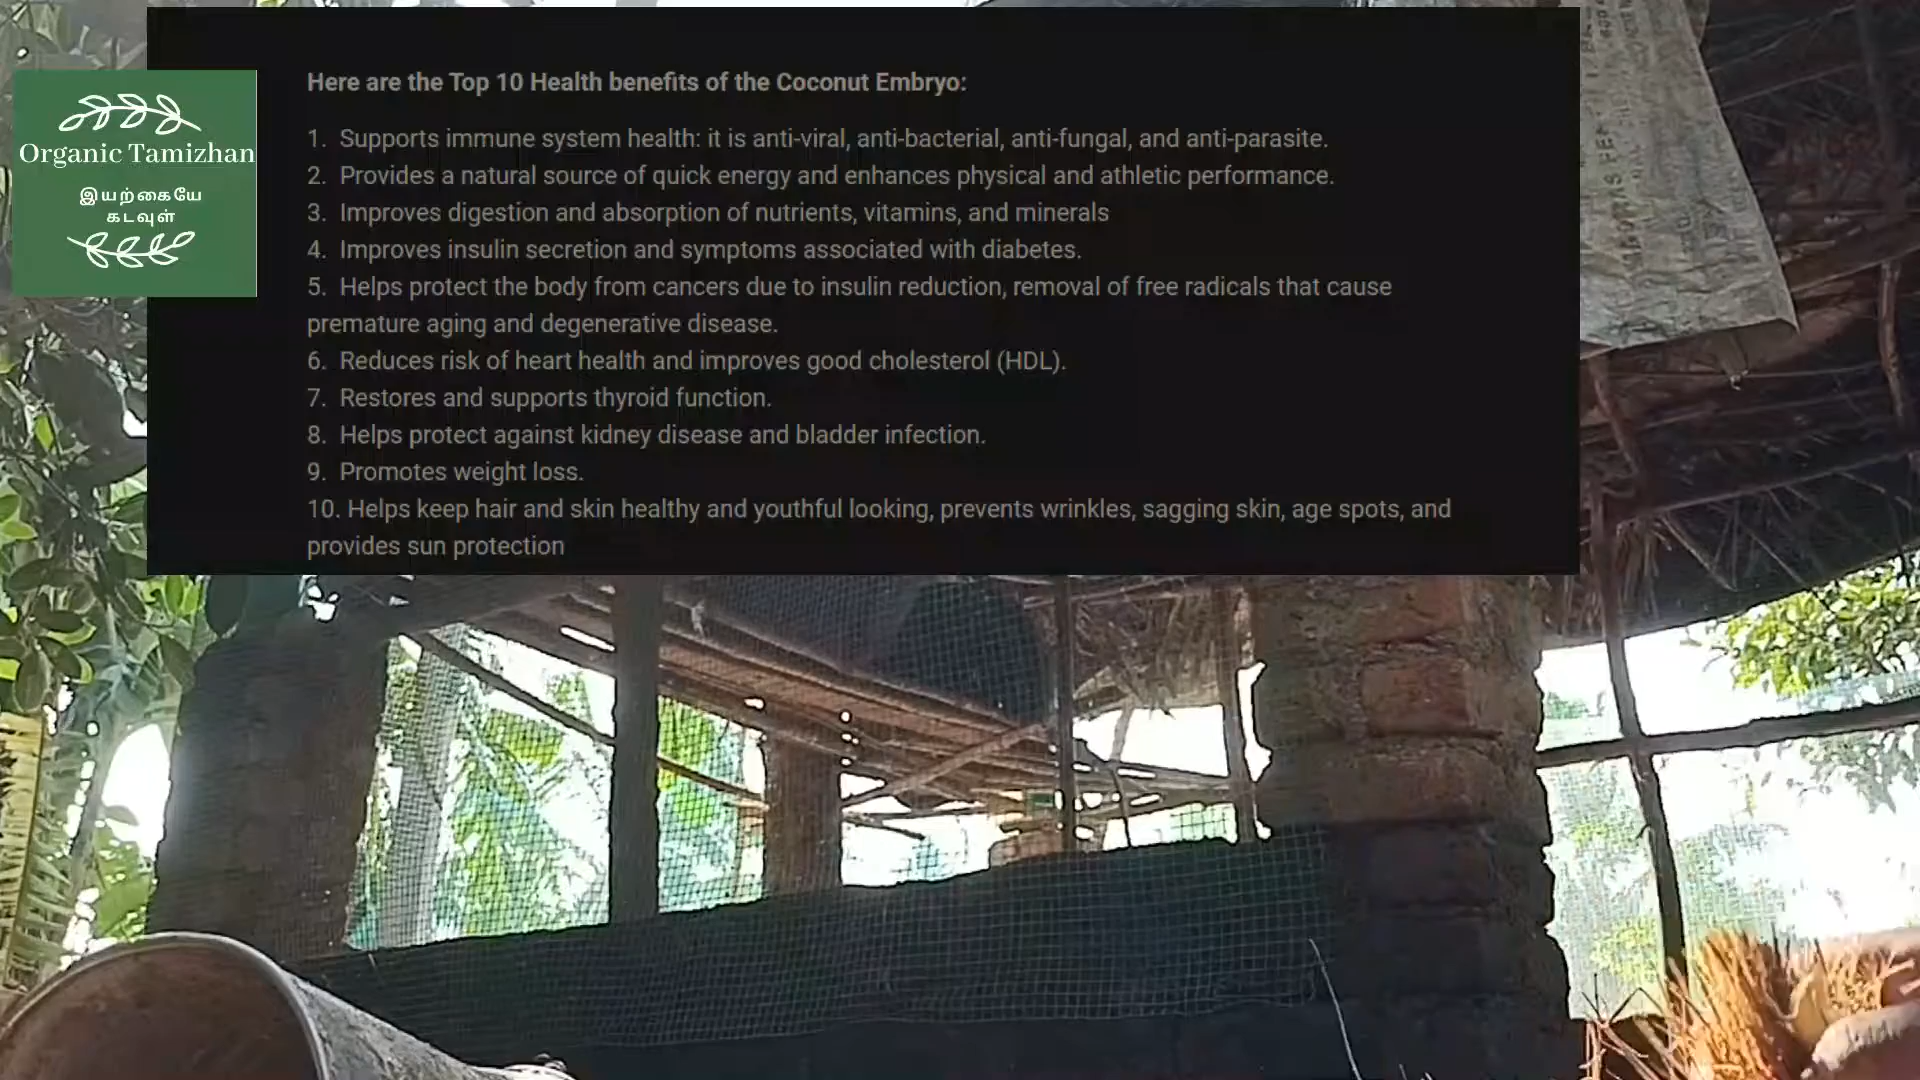 Here are the Top 10 Health benefits of the Coconut Embryo:
1. Supports immune system health: it is anti-viral, anti-bacterial, anti-fungal, and anti-parasite.
2. Provides a natural source of quick energy and enhances physical and athletic performance.
3. Improves digestion and absorption of nutrients, vitamins, and minerals
4. Improves insulin secretion and symptoms associated with diabetes.
5. Helps protect the body from cancers due to insulin reduction, removal of free radicals that cause
premature aging and degenerative disease.
6. Reduces risk of heart health and improves good cholesterol (HDL).
7. Restores and supports thyroid function.
8. Helps protect against kidney disease and bladder infection.
9. Promotes weight loss.
10. Helps keep hair and skin healthy and youthful looking, prevents wrinkles, sagging skin, age spots, and
provides sun protection
Organic Tamizhan
இயற்கையே
கடவுள்